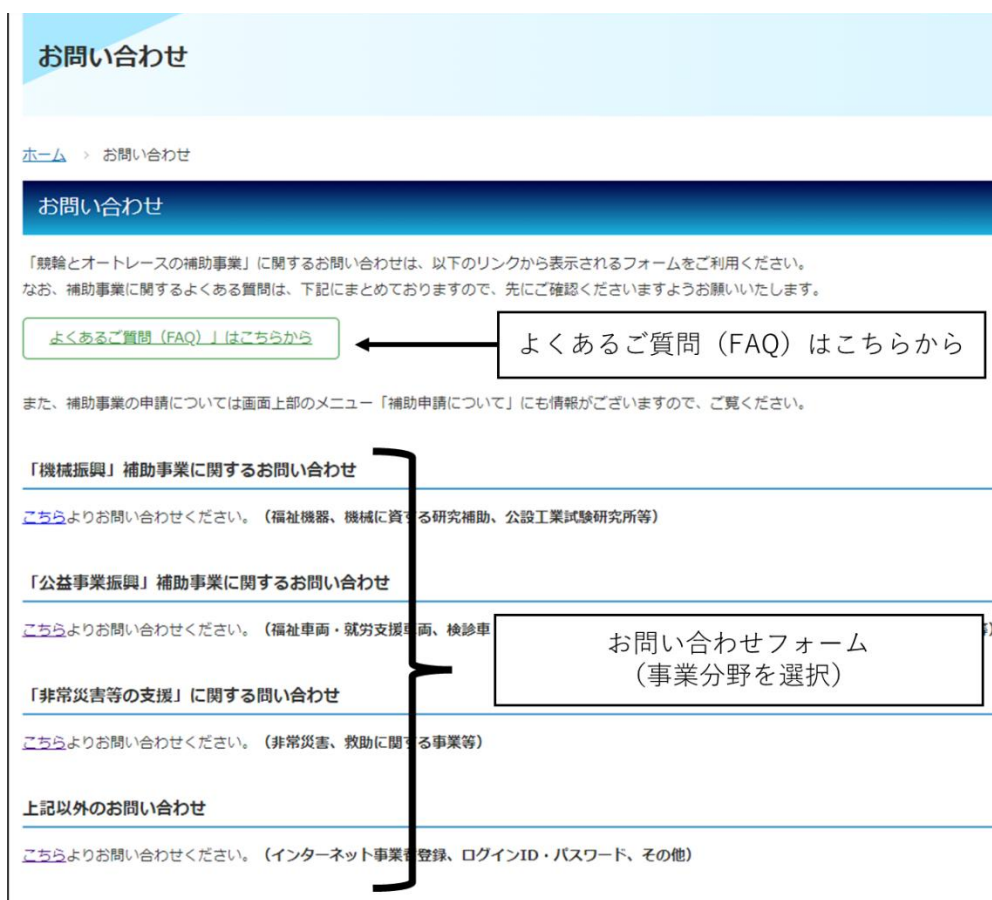 お問い合わせ
ホーム > お問い合わせ
お問い合わせ
「競輪とオートレースの補助事業」に関するお問い合わせは、以下のリンクから表示されるフォームをご利用ください。
なお、補助事業に関するよくある質問は、下記にまとめておりますので、先にご確認くださいますようお願いいたします。
よくあるご質問（FAQ）」はこちらから
よくあるご質問（FAQ）はこちらから
また、補助事業の申請については画面上部のメニュー「補助申請について」にも情報がございますので、ご覧ください。
「機械振興」補助事業に関するお問い合わせ
こちらよりお問い合わせください。（福祉機器、機械に資する研究補助、公設工業試験研究所等）
「公益事業振興」補助事業に関するお問い合わせ
こちらよりお問い合わせください。（福祉車両・就労支援車両、検診車
お問い合わせフォーム
（事業分野を選択）
「非常災害等の支援」に関する問い合わせ
こちらよりお問い合わせください。（非常災害、救助に関する事業等）
上記以外のお問い合わせ
こちらよりお問い合わせください。（インターネット事業者登録、ログインID・パスワード、その他）